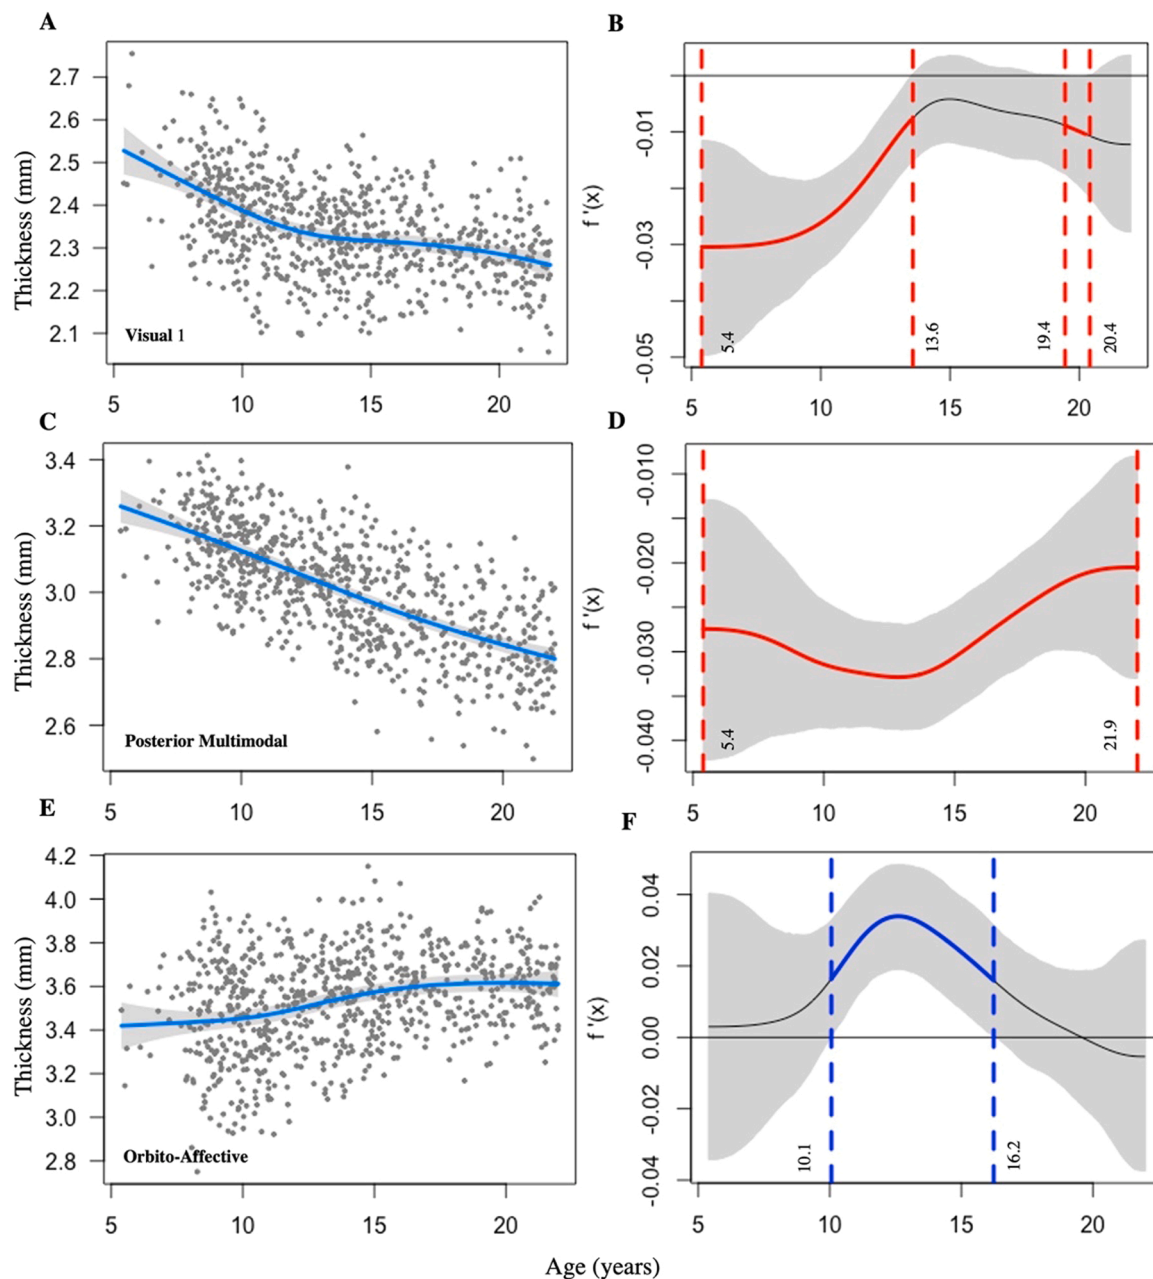 A
B
Thickness (mm)
2.7
2.6
2.5
2.4
2.3
2.2
2.1
Visual 1
5 10 15 20
f '(x)
-0.01
-0.03
-0.05
5.4
13.6
19.4
20.4
5 10 15 20
C
D
Thickness (mm)
3.4
3.2
3.0
2.8
2.6
Posterior Multimodal
5 10 15 20
f '(x)
-0.010
-0.020
-0.030
-0.040
5.4
21.9
5 10 15 20
E
F
Thickness (mm)
4.2
4.0
3.8
3.6
3.4
3.2
3.0
2.8
Orbito-Affective
5 10 15 20
f '(x)
0.04
0.02
0.00
-0.02
-0.04
10.1
16.2
5 10 15 20
Age (years)